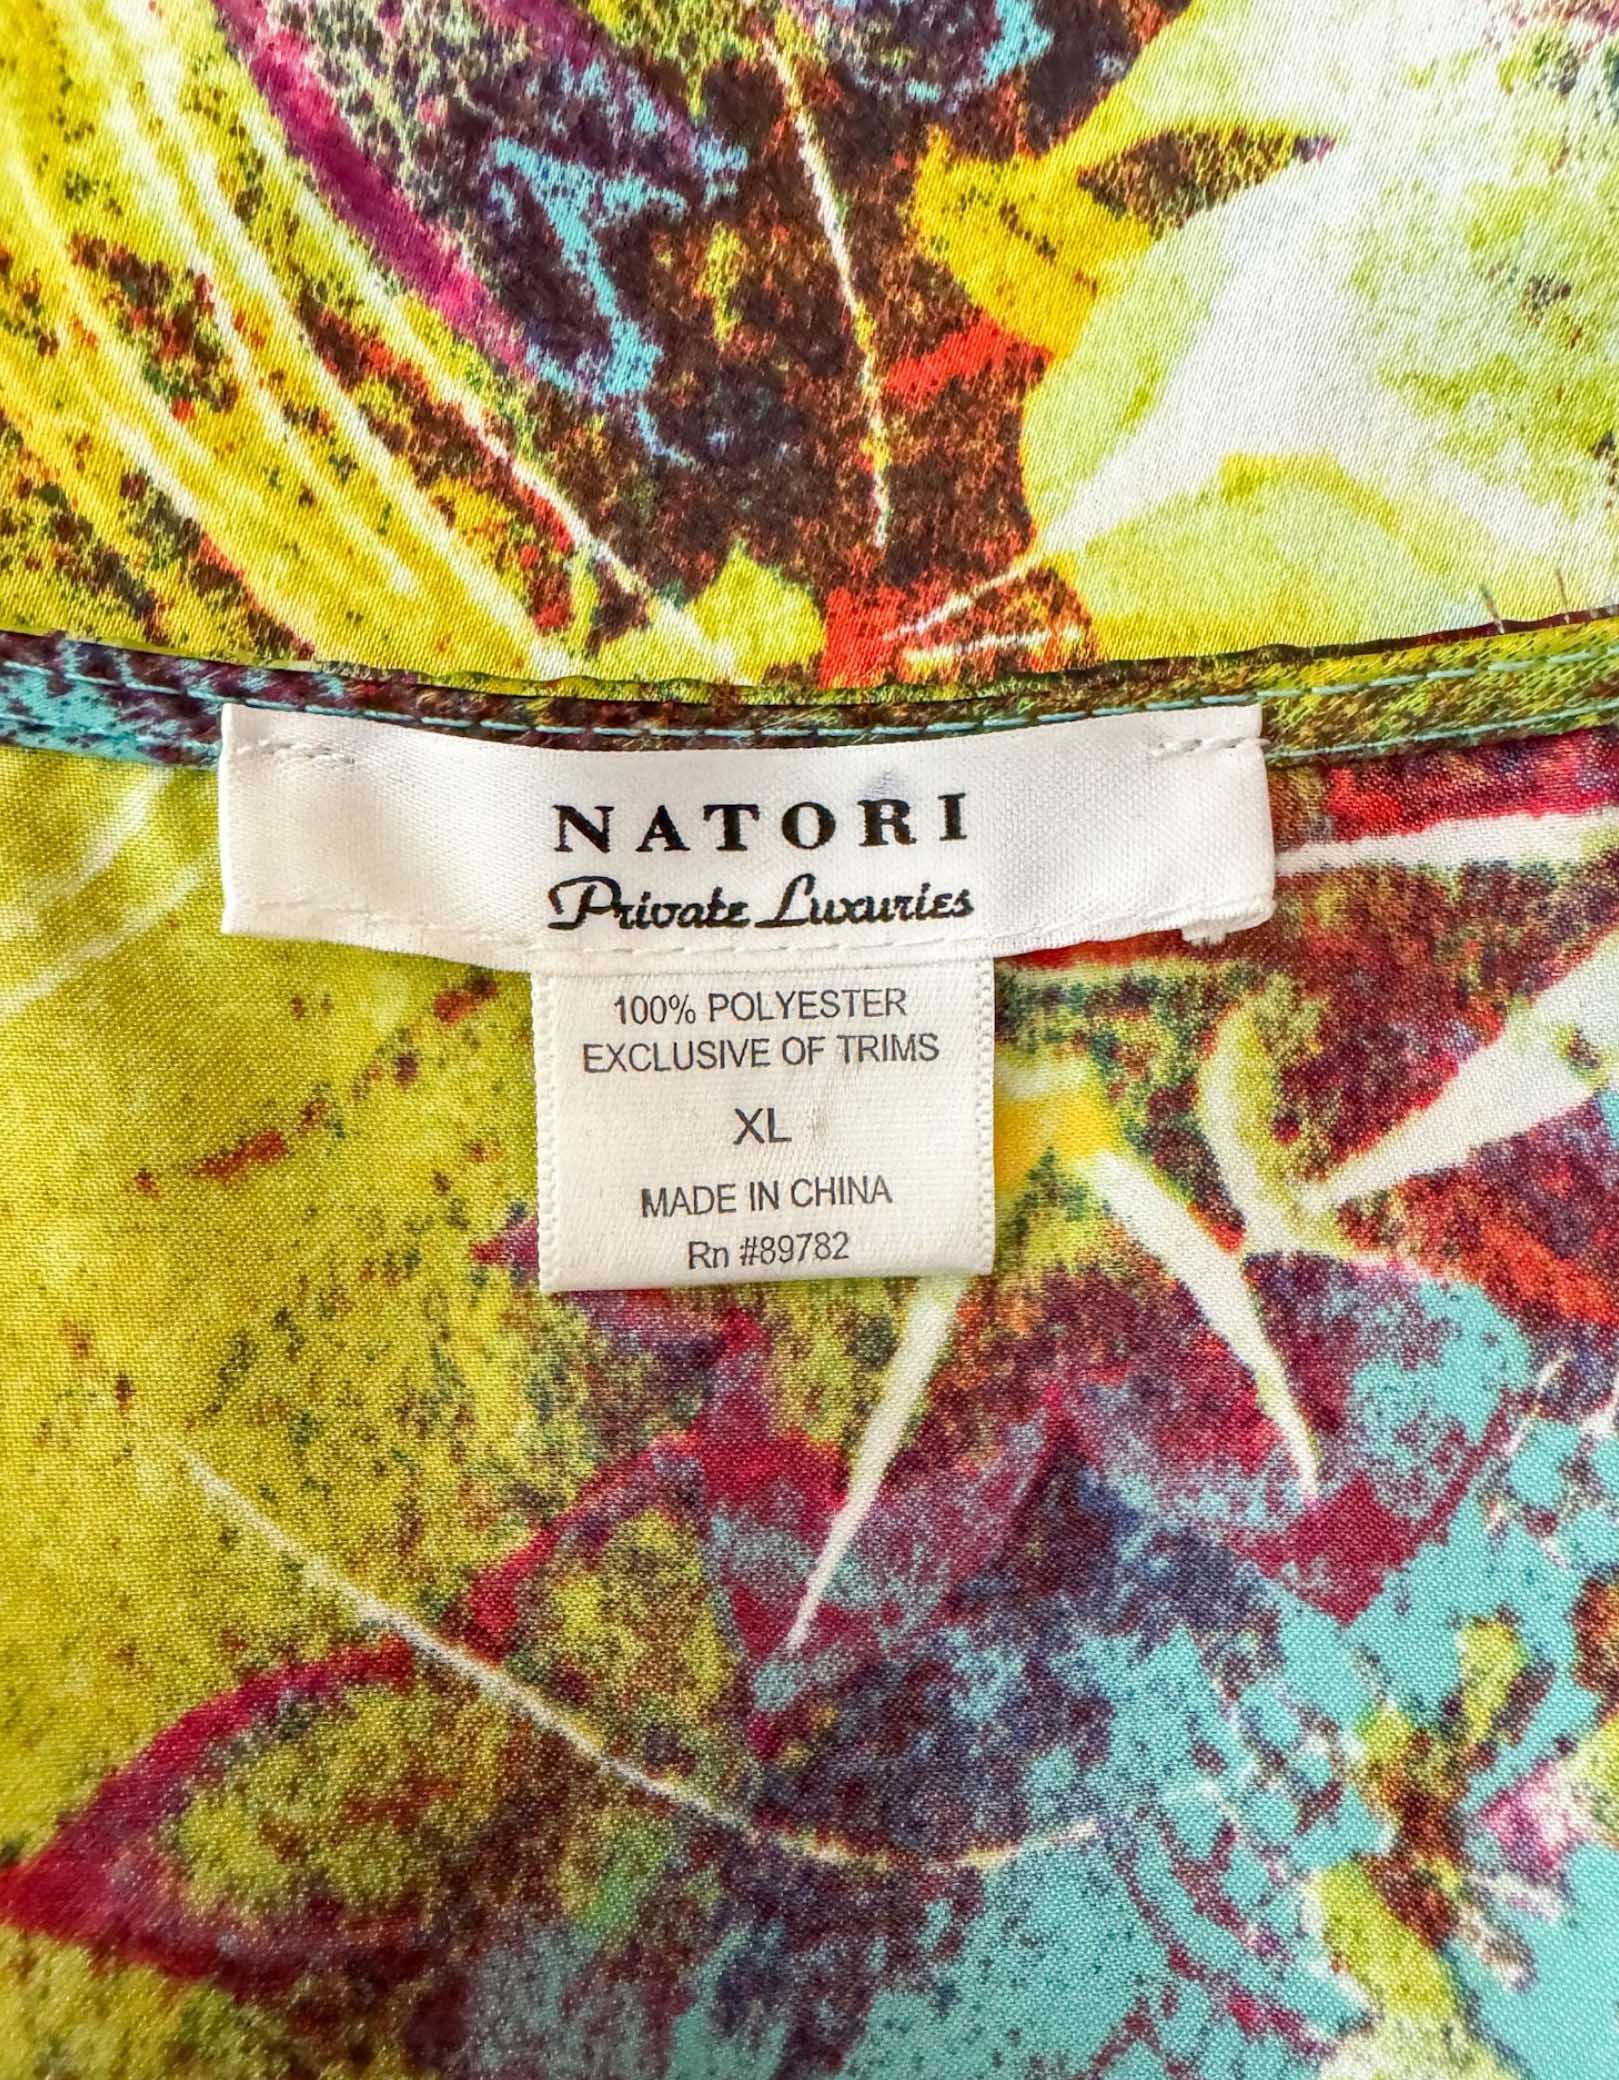 NATORI
Private Luxuries
100% POLYESTER
EXCLUSIVE OF TRIMS
XL
MADE IN CHINA
Rn #89782